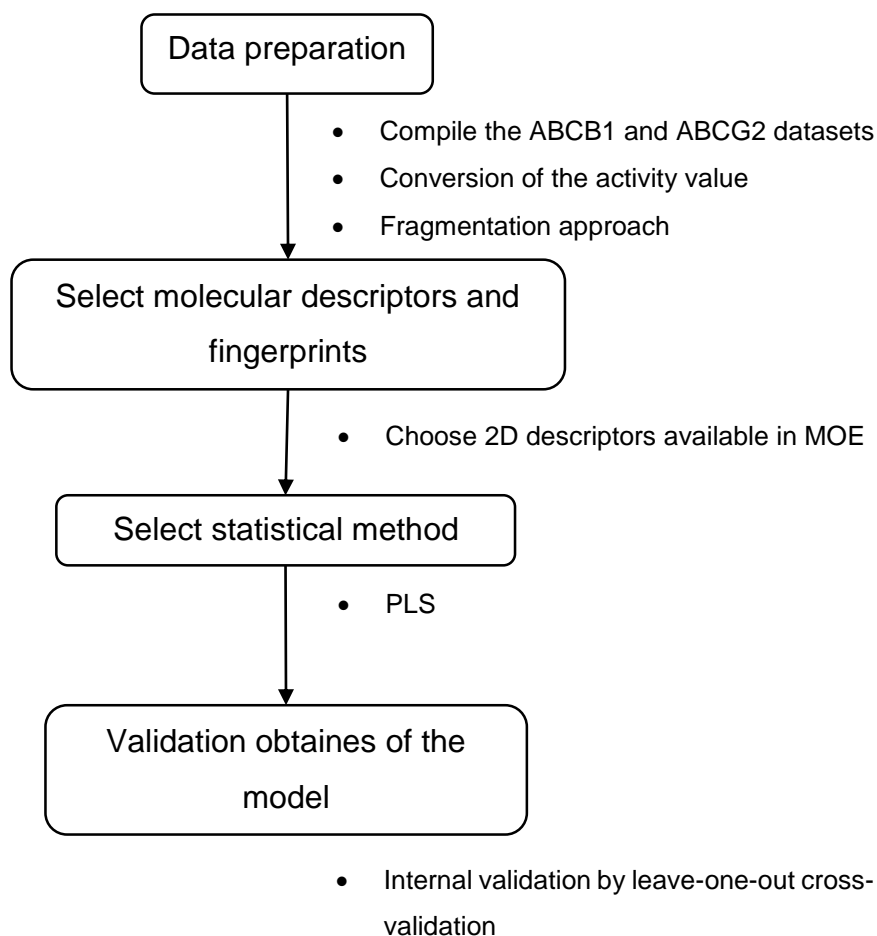 Data preparation
• Compile the ABCB1 and ABCG2 datasets
• Conversion of the activity value
• Fragmentation approach
Select molecular descriptors and
fingerprints
• Choose 2D descriptors available in MOE
Select statistical method
• PLS
Validation obtaines of the
model
• Internal validation by leave-one-out cross-
validation